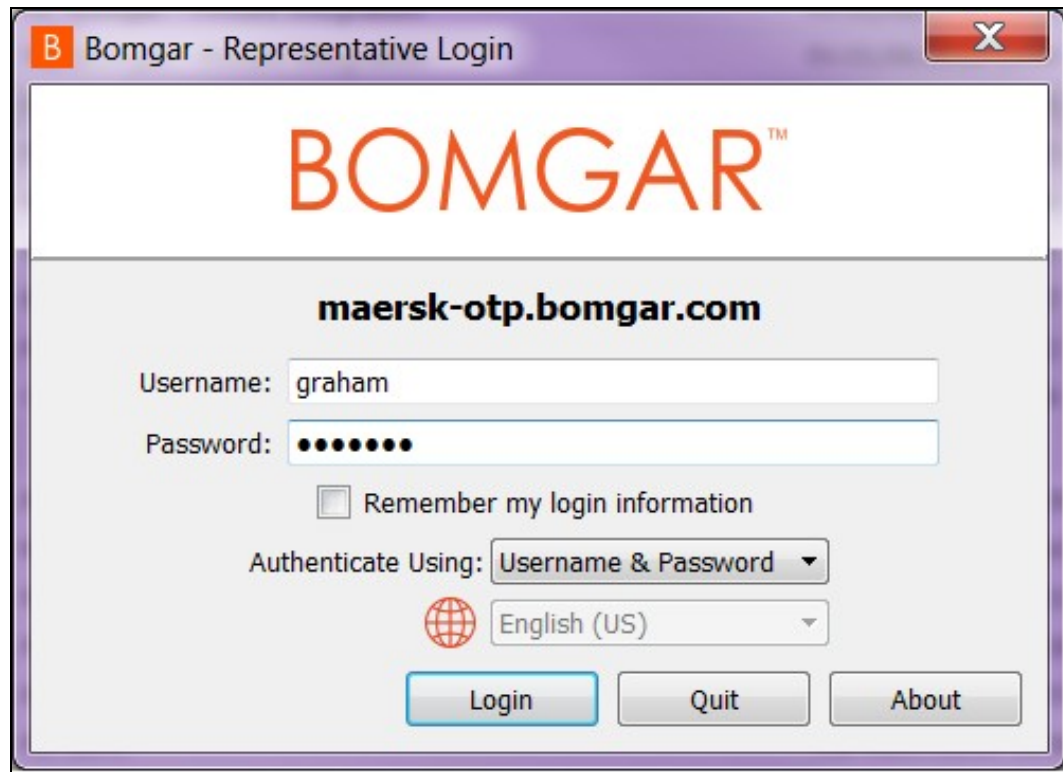 B Bomgar - Representative Login
BOMGAR™
maersk-otp.bomgar.com
Username: graham
Password: •••••••
Remember my login information
Authenticate Using: Username & Password
English (US)
Login Quit About